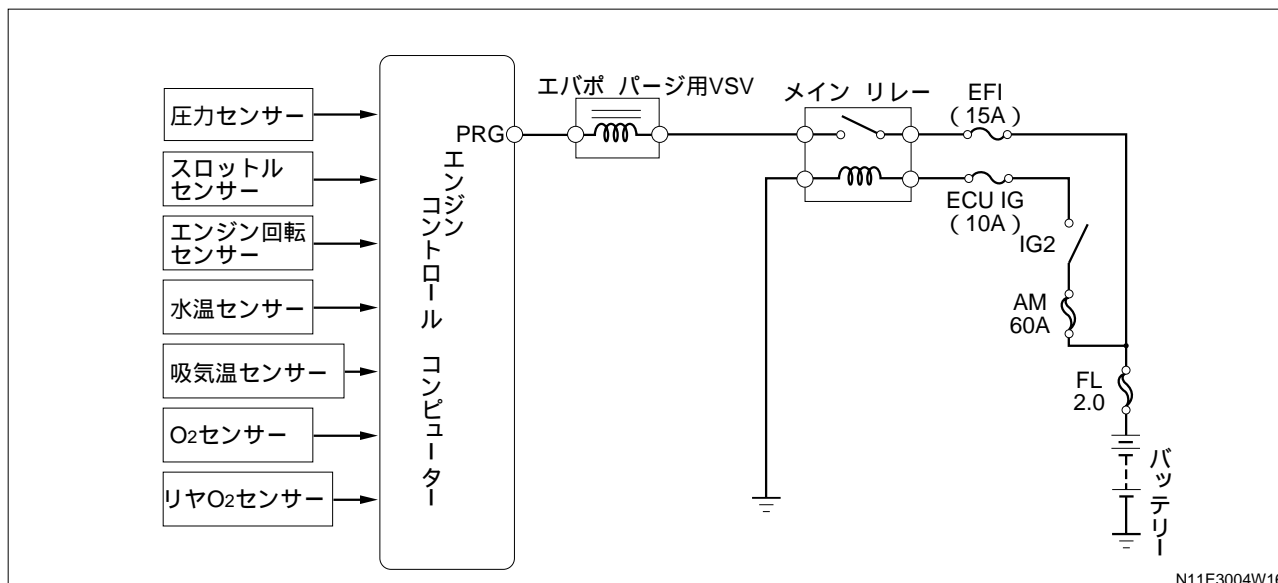 圧力センサー
スロットル
センサー
エンジン回転
センサー
水温センサー
吸気温センサー
O2センサー
リヤO2センサー
PRG
エンジン
コントロール コンピューター
エバポ パージ用VSV
メイン リレー
EFI
(15A)
ECU IG
(10A)
IG2
AM
60A
FL
2.0
バッテリー
N11F3004W16